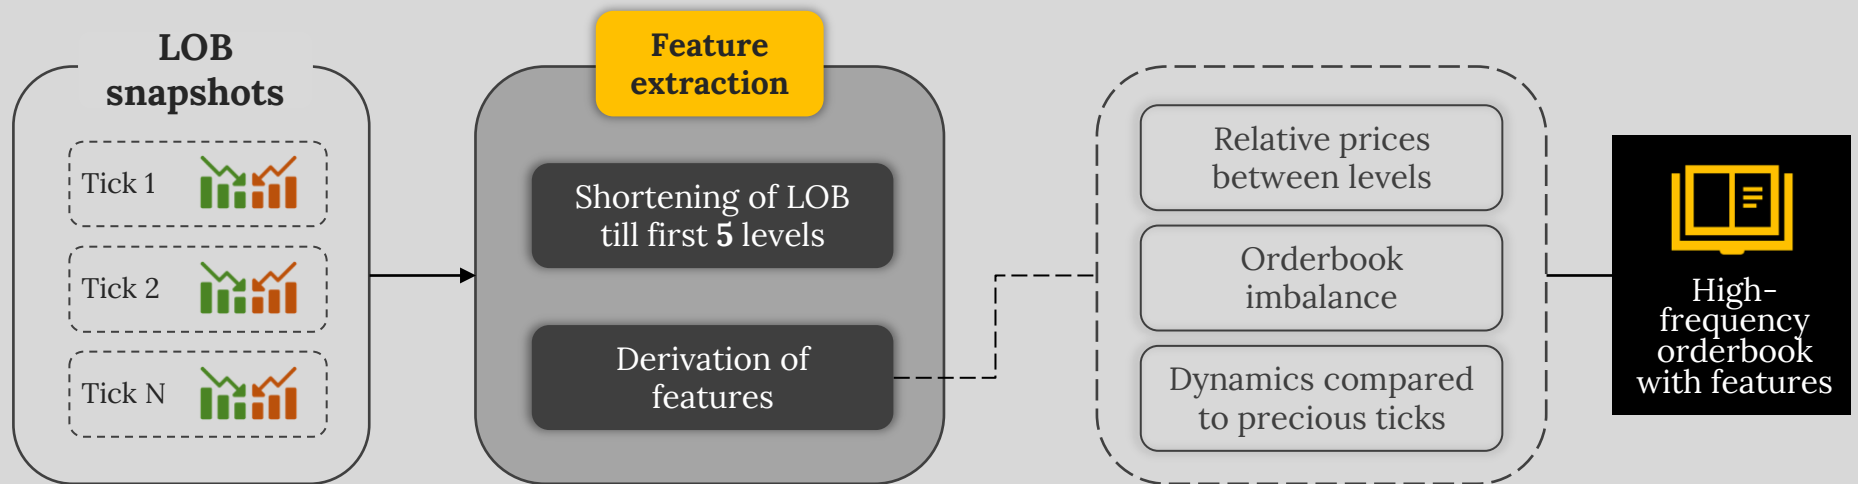 LOB
snapshots
Tick 1
Tick 2
Tick N
Feature
extraction
Shortening of LOB
till first 5 levels
Derivation of
features
Relative prices
between levels
Orderbook
imbalance
Dynamics compared
to precious ticks
High-
frequency
orderbook
with features